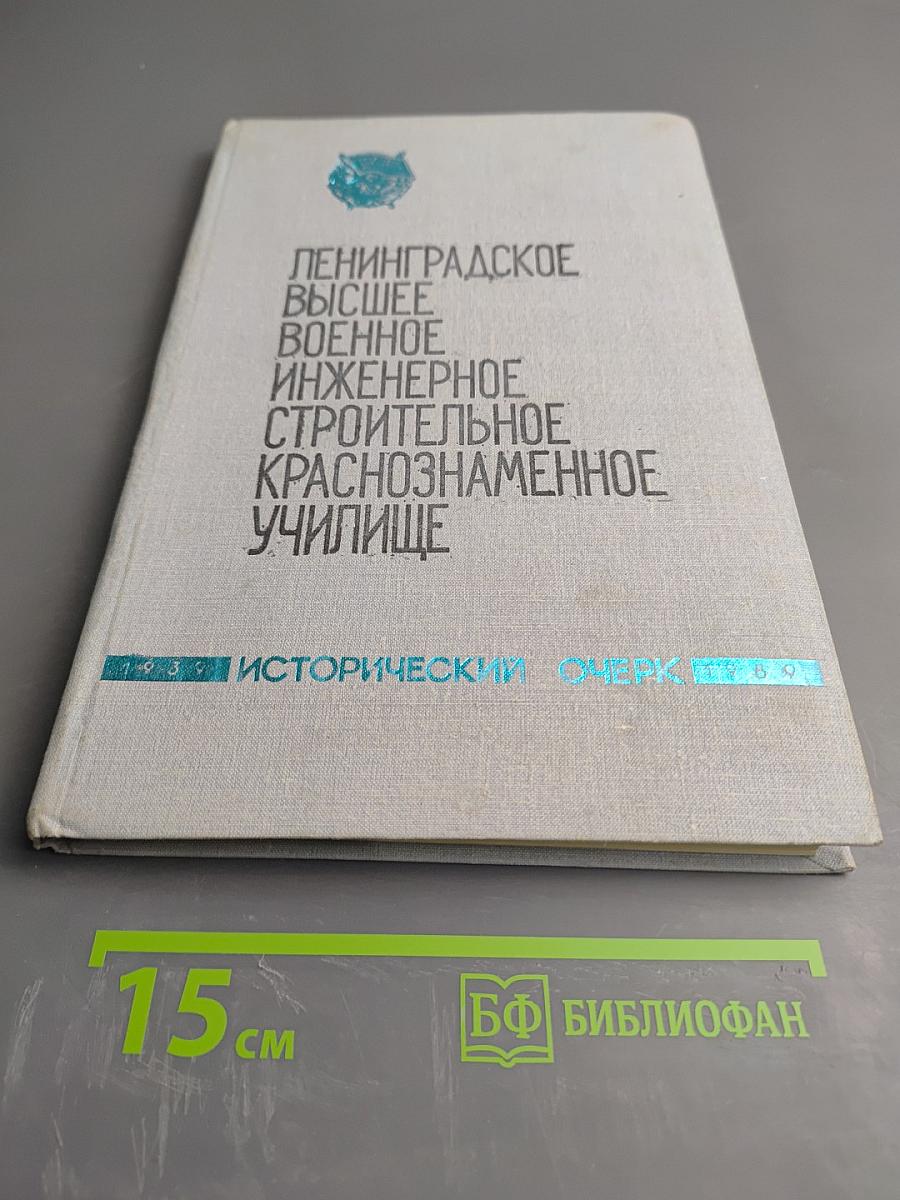 ЛЕНИНГРАДСКОЕ
ВЫСШЕЕ
ВОЕННОЕ
ИНЖЕНЕРНОЕ
СТРОИТЕЛЬНОЕ
КРАСНОЗНАМЕННОЕ
УЧИЛИЩЕ
1939 ИСТОРИЧЕСКИЙ ОЧЕРК 1989
15 см
БФ БИБЛИОФАН